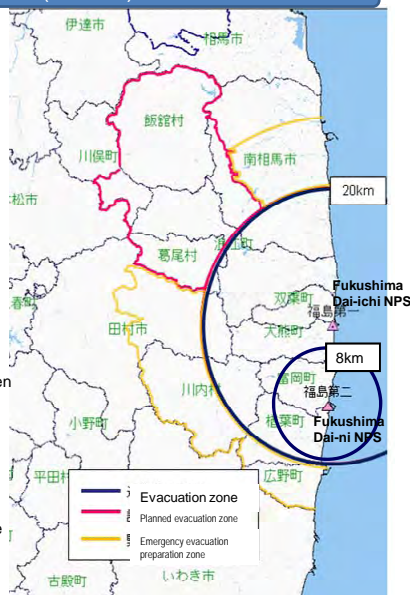 伊達市
相馬市
飯舘村
川俣町
南相馬市
20km
松市
葛尾村
浪江町
Fukushima
Dai-ichi NPS
双葉町
福島第一
大熊町
田村市
8km
富岡町
川内村
福島第二
楢葉町
Fukushima
Dai-ni NPS
小野町
平田村
広野町
Evacuation zone
Planned evacuation zone
Emergency evacuation
preparation zone
古殿町
いわき市